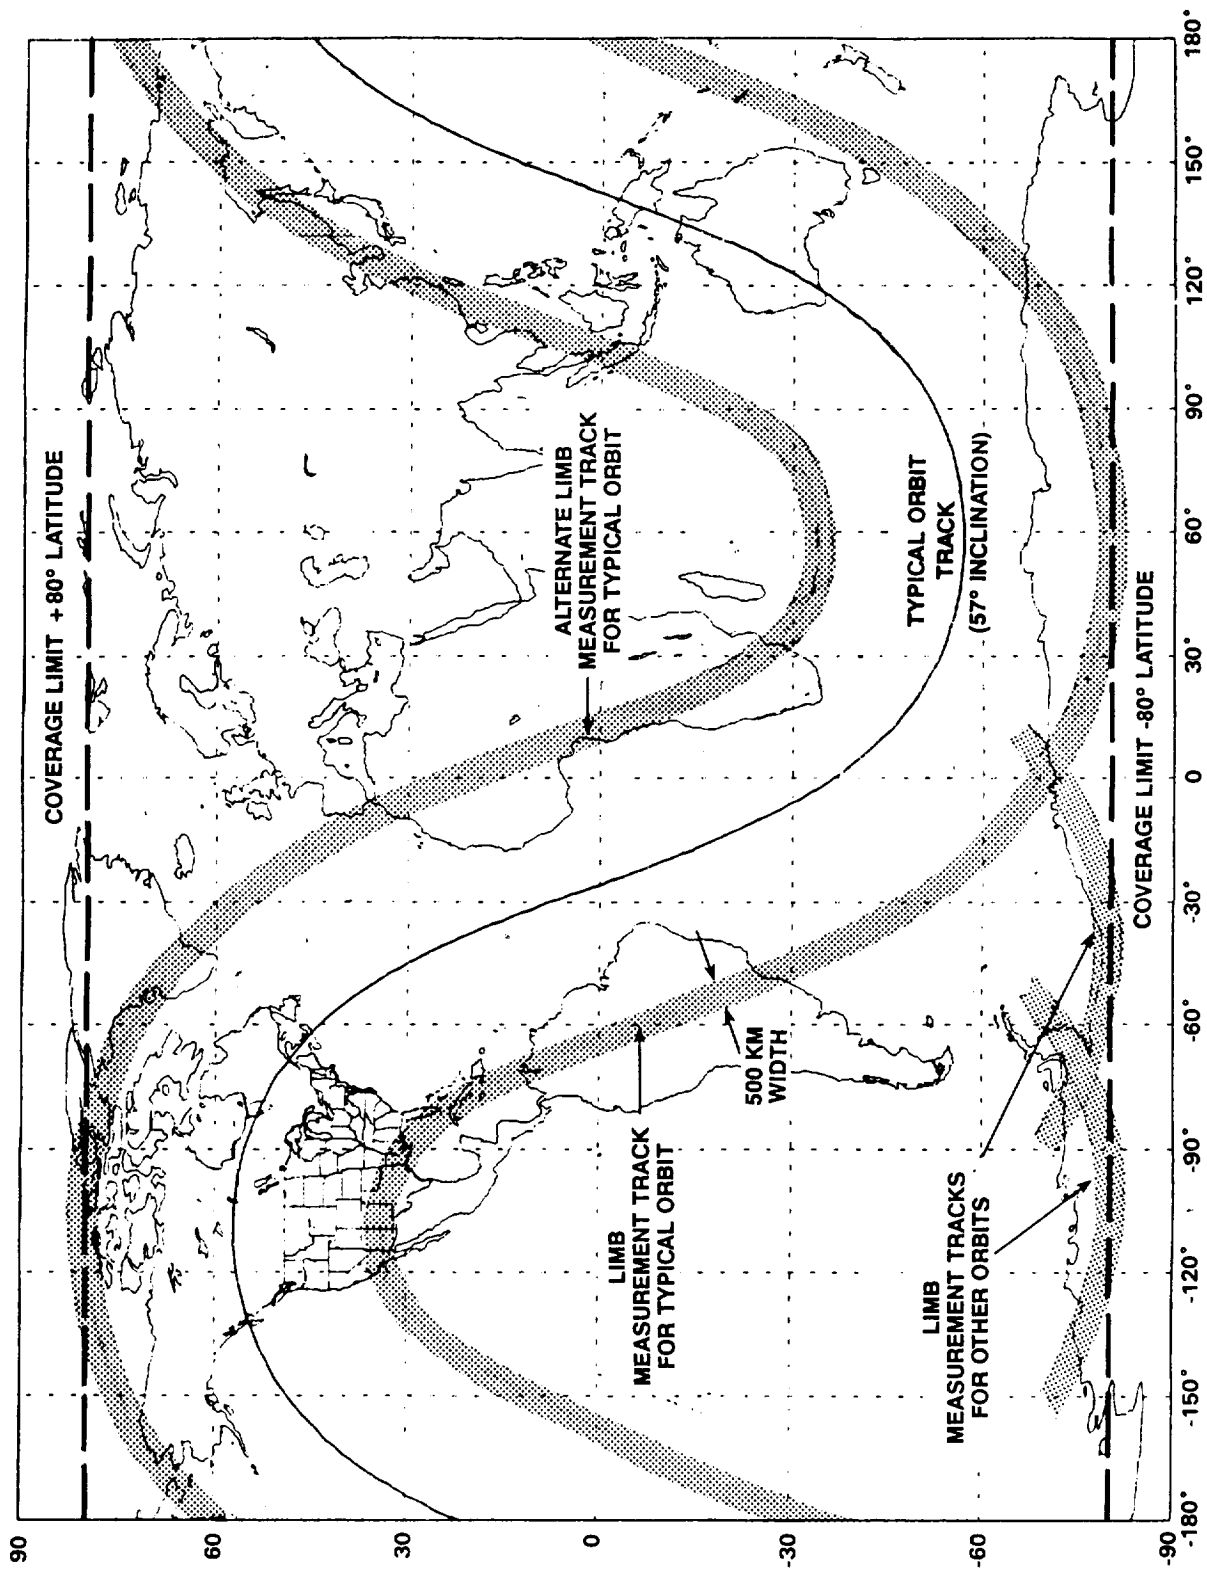 COVERAGE LIMIT +80° LATITUDE
ALTERNATE LIMB
MEASUREMENT TRACK
FOR TYPICAL ORBIT
TYPICAL ORBIT
TRACK
(57° INCLINATION)
500 KM
WIDTH
LIMB
MEASUREMENT TRACK
FOR TYPICAL ORBIT
LIMB
MEASUREMENT TRACKS
FOR OTHER ORBITS
COVERAGE LIMIT -80° LATITUDE
90
60
30
0
-30
-60
-90
-180°
-150°
-120°
-90°
-60°
-30°
0
30°
60°
90°
120°
150°
180°